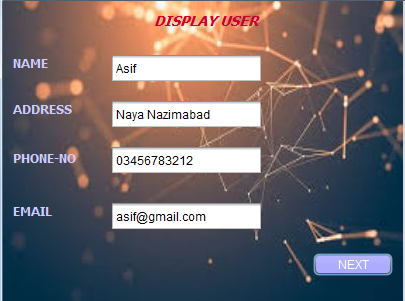 DISPLAY USER
NAME Asif
ADDRESS Naya Nazimabad
PHONE-NO 03456783212
EMAIL asif@gmail.com
NEXT